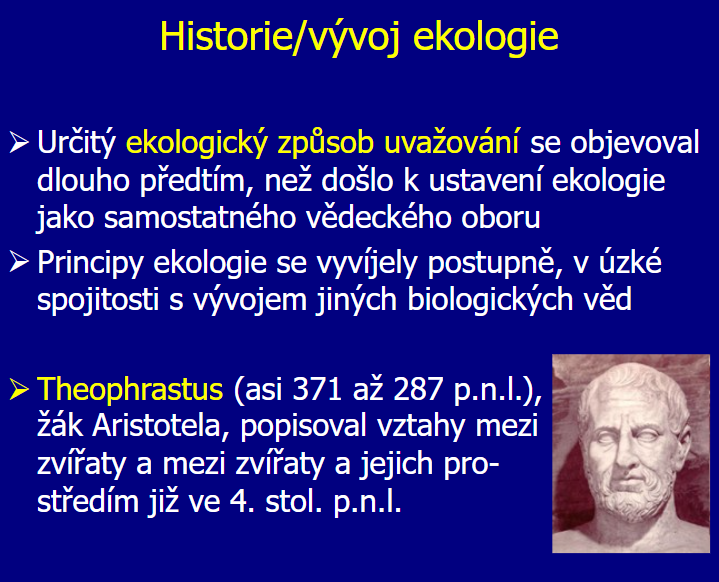 Historie/vývoj ekologie
➢ Určitý ekologický způsob uvažování se objevoval
dlouho předtím, než došlo k ustavení ekologie
jako samostatného vědeckého oboru
➢ Principy ekologie se vyvíjely postupně, v úzké
spojitosti s vývojem jiných biologických věd
➢ Theophrastus (asi 371 až 287 p.n.l.),
žák Aristotela, popisoval vztahy mezi
zvířaty a mezi zvířaty a jejich pro-
středím již ve 4. stol. p.n.l.